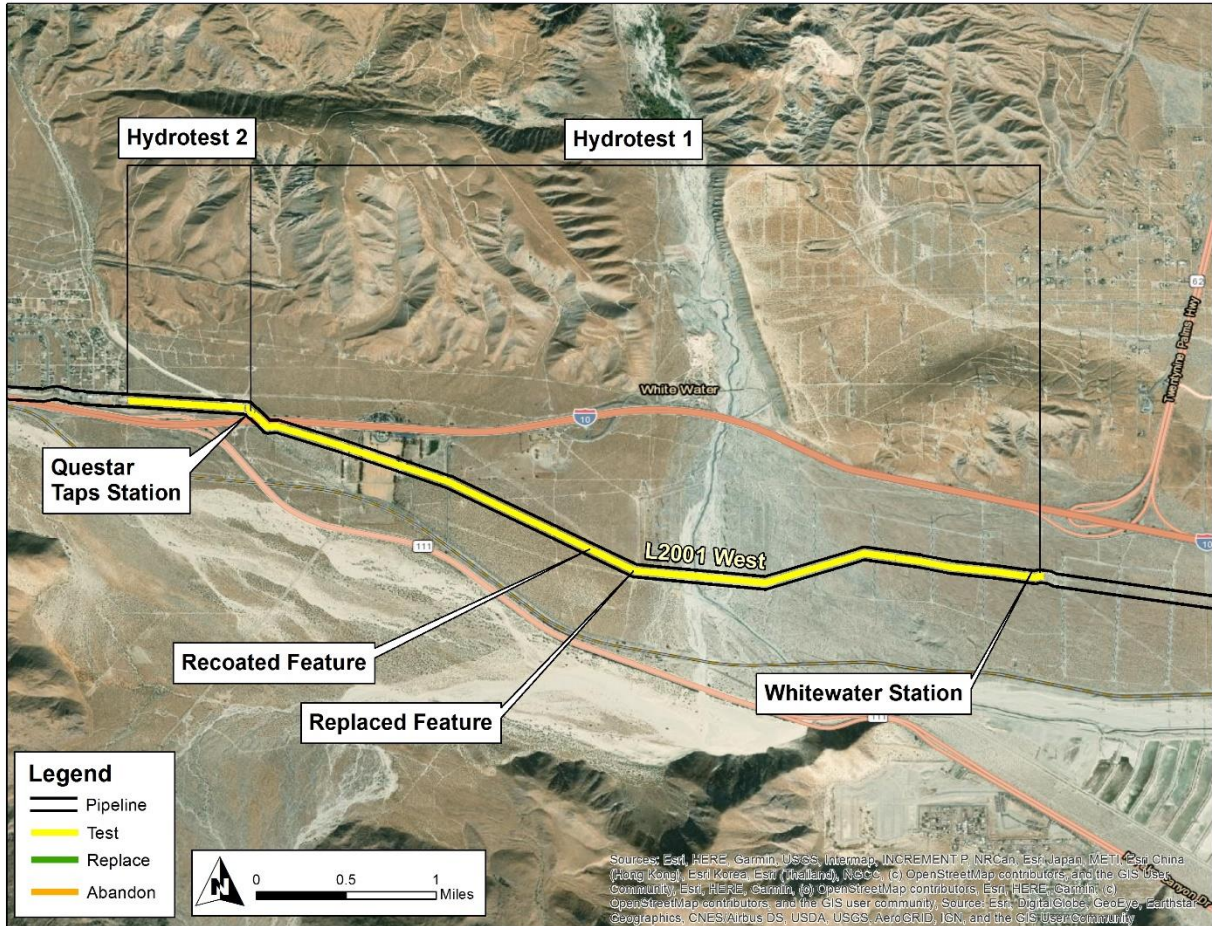 Hydrotest 2
Hydrotest 1
62
Twentynine Palms Hwy
White Water
10
Questar
Taps Station
111
L2001 West
10
Recoated Feature
Replaced Feature
Whitewater Station
111
Legend
Pipeline
Test
Replace
Abandon
N
0 0.5 1
Miles
Sources: Esri, HERE, Garmin, USGS, Intermap, INCREMENT P, NRCan, Esri Japan, METI, Esri China
(Hong Kong), Esri Korea, Esri (Thailand), NGCC, (c) OpenStreetMap contributors, and the GIS User
Community, Esri, HERE, Garmin, (c) OpenStreetMap contributors, Esri, HERE, Garmin, (c)
OpenStreetMap contributors, and the GIS user community, Source: Esri, DigitalGlobe, GeoEye, Earthstar
Geographics, CNES/Airbus DS, USDA, USGS, AeroGRID, IGN, and the GIS User Community
Canyon Dr